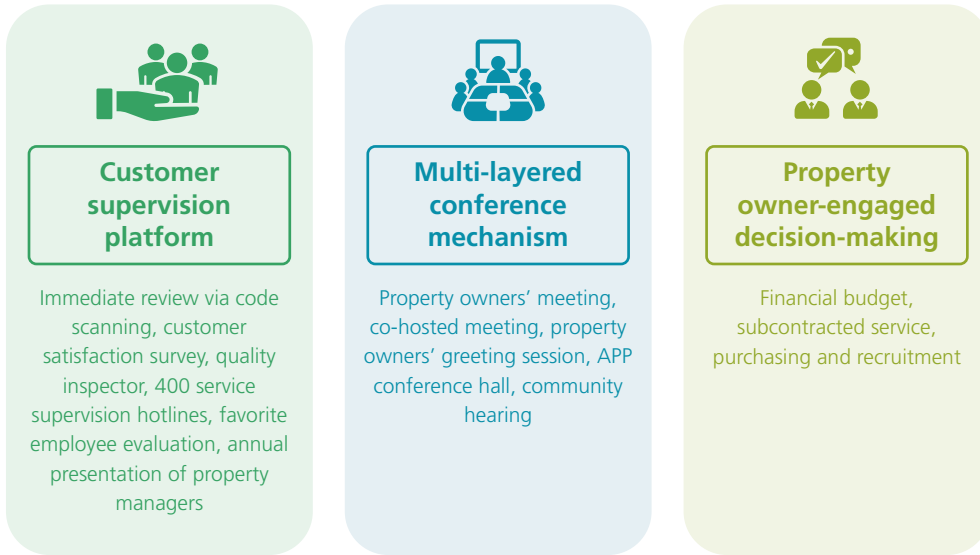 Customer
supervision
platform
Immediate review via code
scanning, customer
satisfaction survey, quality
inspector, 400 service
supervision hotlines, favorite
employee evaluation, annual
presentation of property
managers
Multi-layered
conference
mechanism
Property owners’ meeting,
co-hosted meeting, property
owners’ greeting session, APP
conference hall, community
hearing
Property
owner-engaged
decision-making
Financial budget,
subcontracted service,
purchasing and recruitment